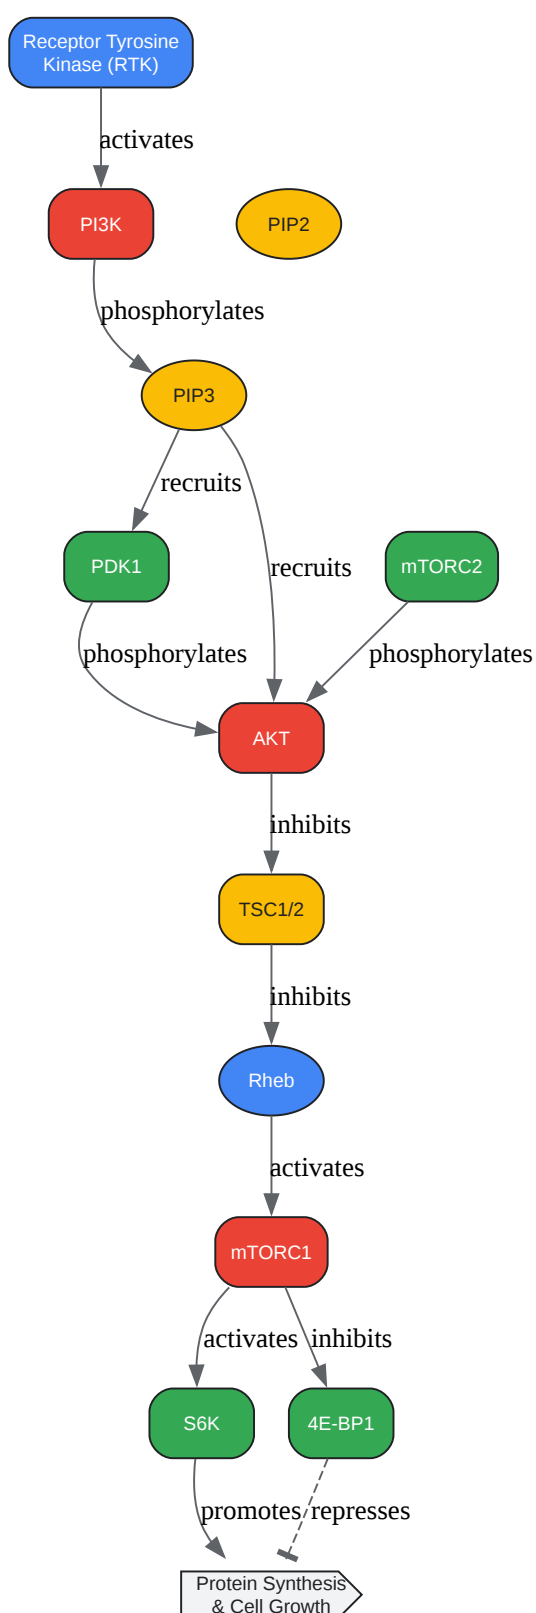 Receptor Tyrosine
Kinase (RTK)
activates
PI3K
PIP2
phosphorylates
PIP3
recruits
PDK1
recruits
mTORC2
phosphorylates
phosphorylates
AKT
inhibits
TSC1/2
inhibits
Rheb
activates
mTORC1
activates
inhibits
S6K
4E-BP1
promotes
represses
Protein Synthesis
& Cell Growth